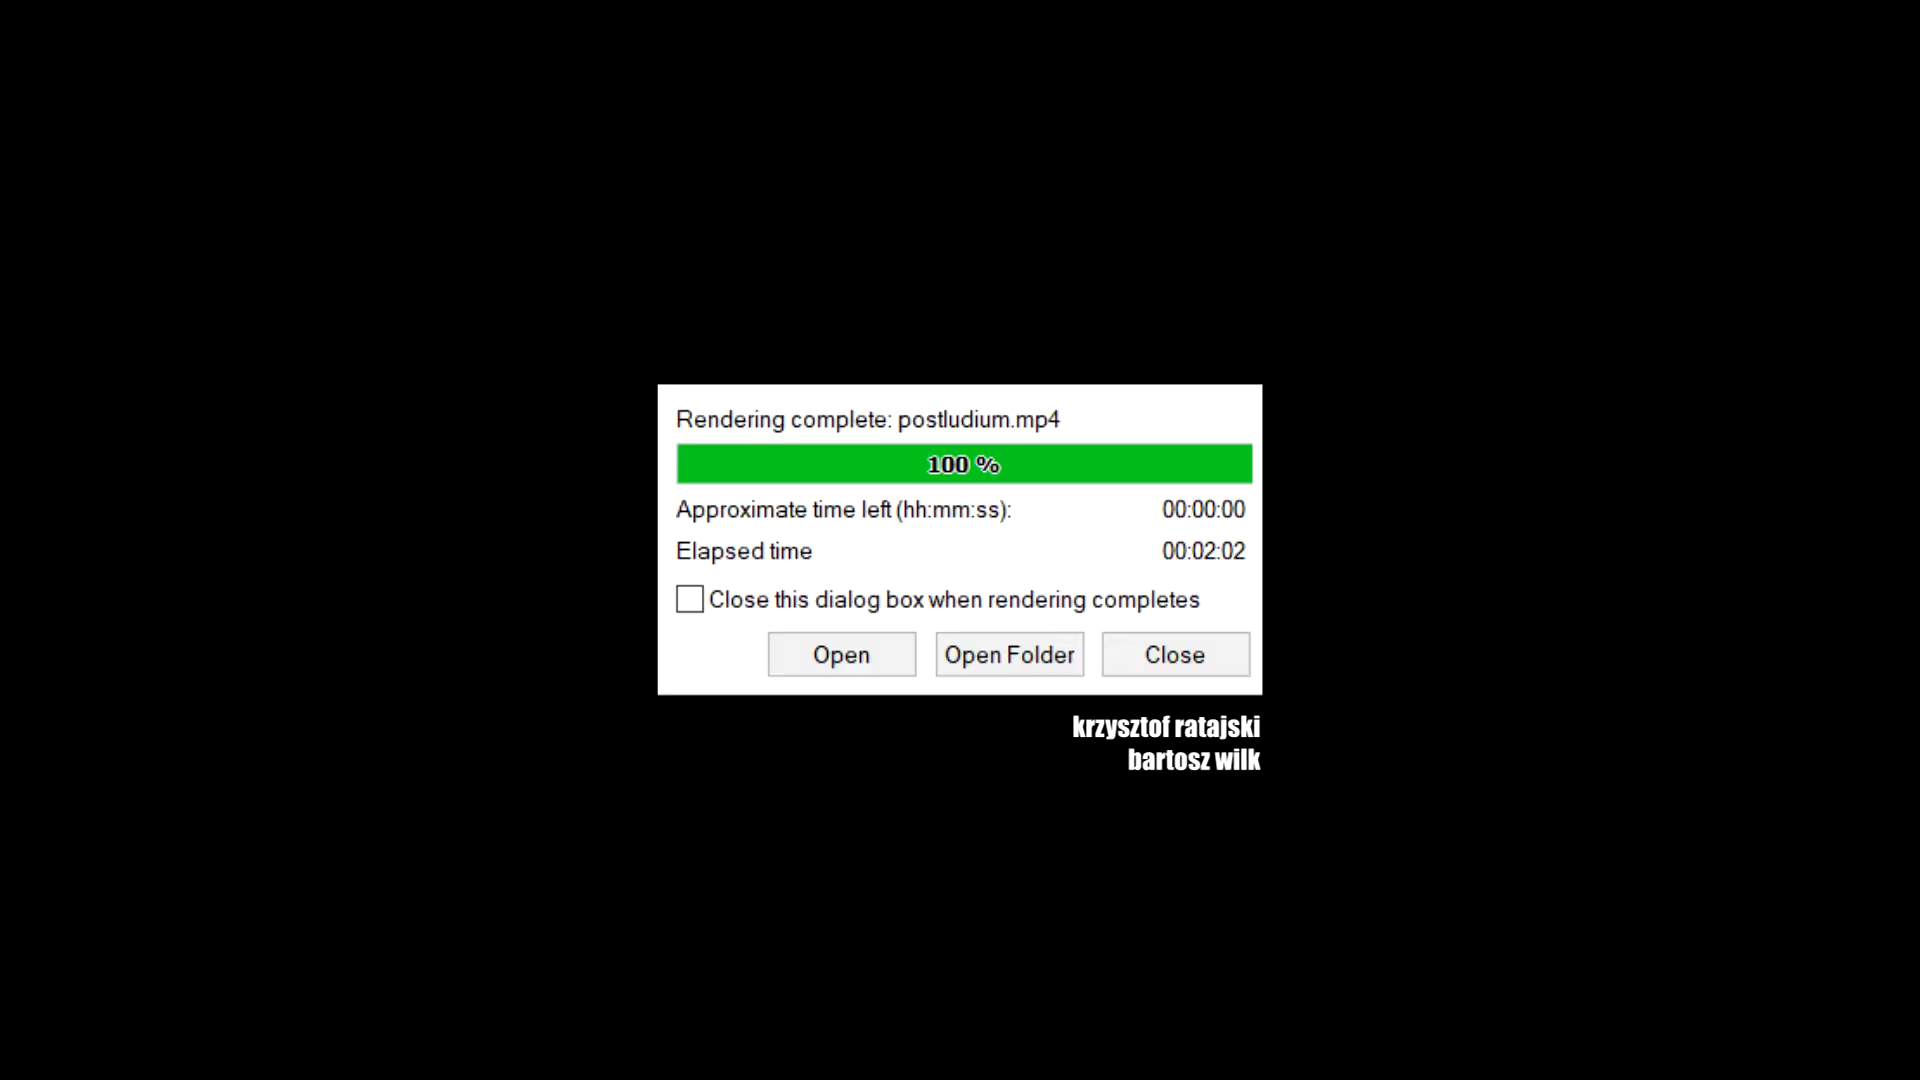 Rendering complete: postludium.mp4
100 %
Approximate time left (hh:mm:ss): 00:00:00
Elapsed time 00:02:02
Close this dialog box when rendering completes
Open Open Folder Close
krzysztof ratajski
bartosz wilk